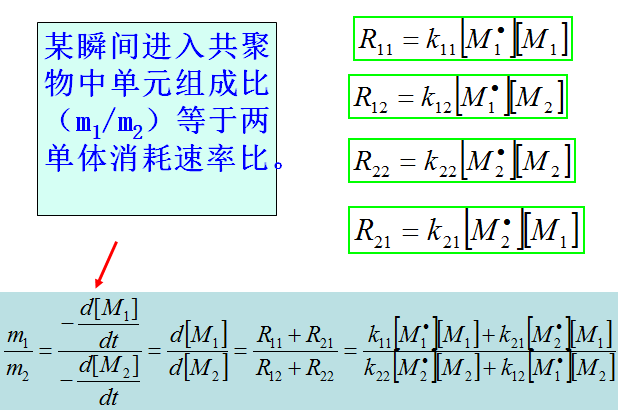 某瞬间进入共聚
物中单元组成比
（m₁/m₂）等于两
单体消耗速率比。
R₁₁ = k₁₁[M₁•][M₁]
R₁₂ = k₁₂[M₁•][M₂]
R₂₂ = k₂₂[M₂•][M₂]
R₂₁ = k₂₁[M₂•][M₁]
m₁/m₂ = (−d[M₁]/dt)/(−d[M₂]/dt) = d[M₁]/d[M₂] = (R₁₁ + R₂₁)/(R₁₂ + R₂₂) = (k₁₁[M₁•][M₁] + k₂₁[M₂•][M₁])/(k₂₂[M₂•][M₂] + k₁₂[M₁•][M₂])